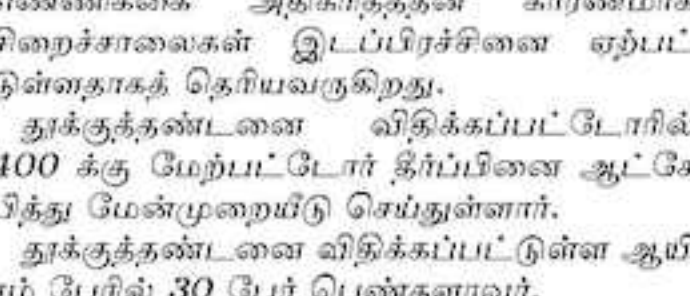 அதிகரித்ததன் காரணமாக
சிறைச்சாலைகள் இடப்பிரச்சினை ஏற்பட்
டுள்ளதாகத் தெரியவருகிறது.
தூக்குத்தண்டனை விதிக்கப்பட்டோரில்
400 க்கு மேற்பட்டோர் தீர்ப்பினை ஆட்சே
பித்து மேன்முறையீடு செய்துள்ளார்.
தூக்குத்தண்டனை விதிக்கப்பட்டுள்ள ஆயி
ரம் பேரில் 30 பேர் பெண்களாவர்.